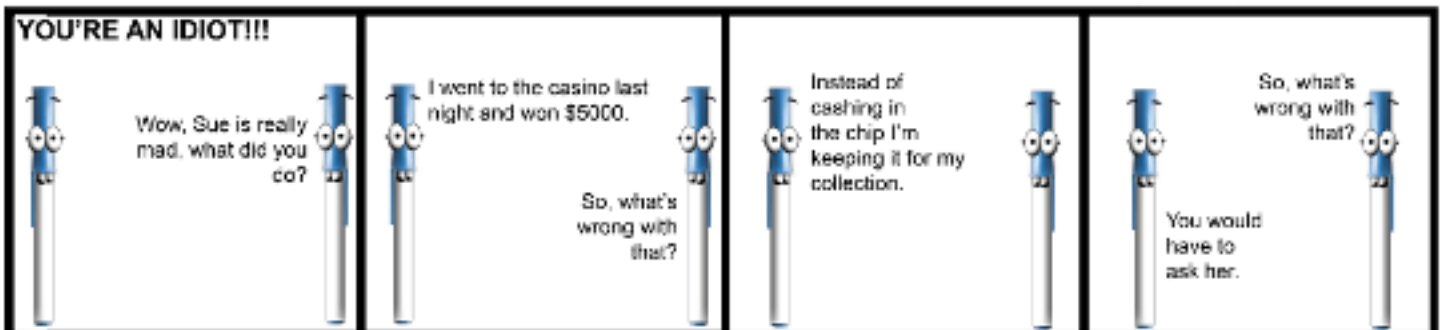 YOU'RE AN IDIOT!!!
Wow, Sue is really
mad. what did you
do?
I went to the casino last
night and won $5000.
So, what's
wrong with
that?
Instead of
cashing in
the chip I'm
keeping it for my
collection.
So, what's
wrong with
that?
You would
have to
ask her.